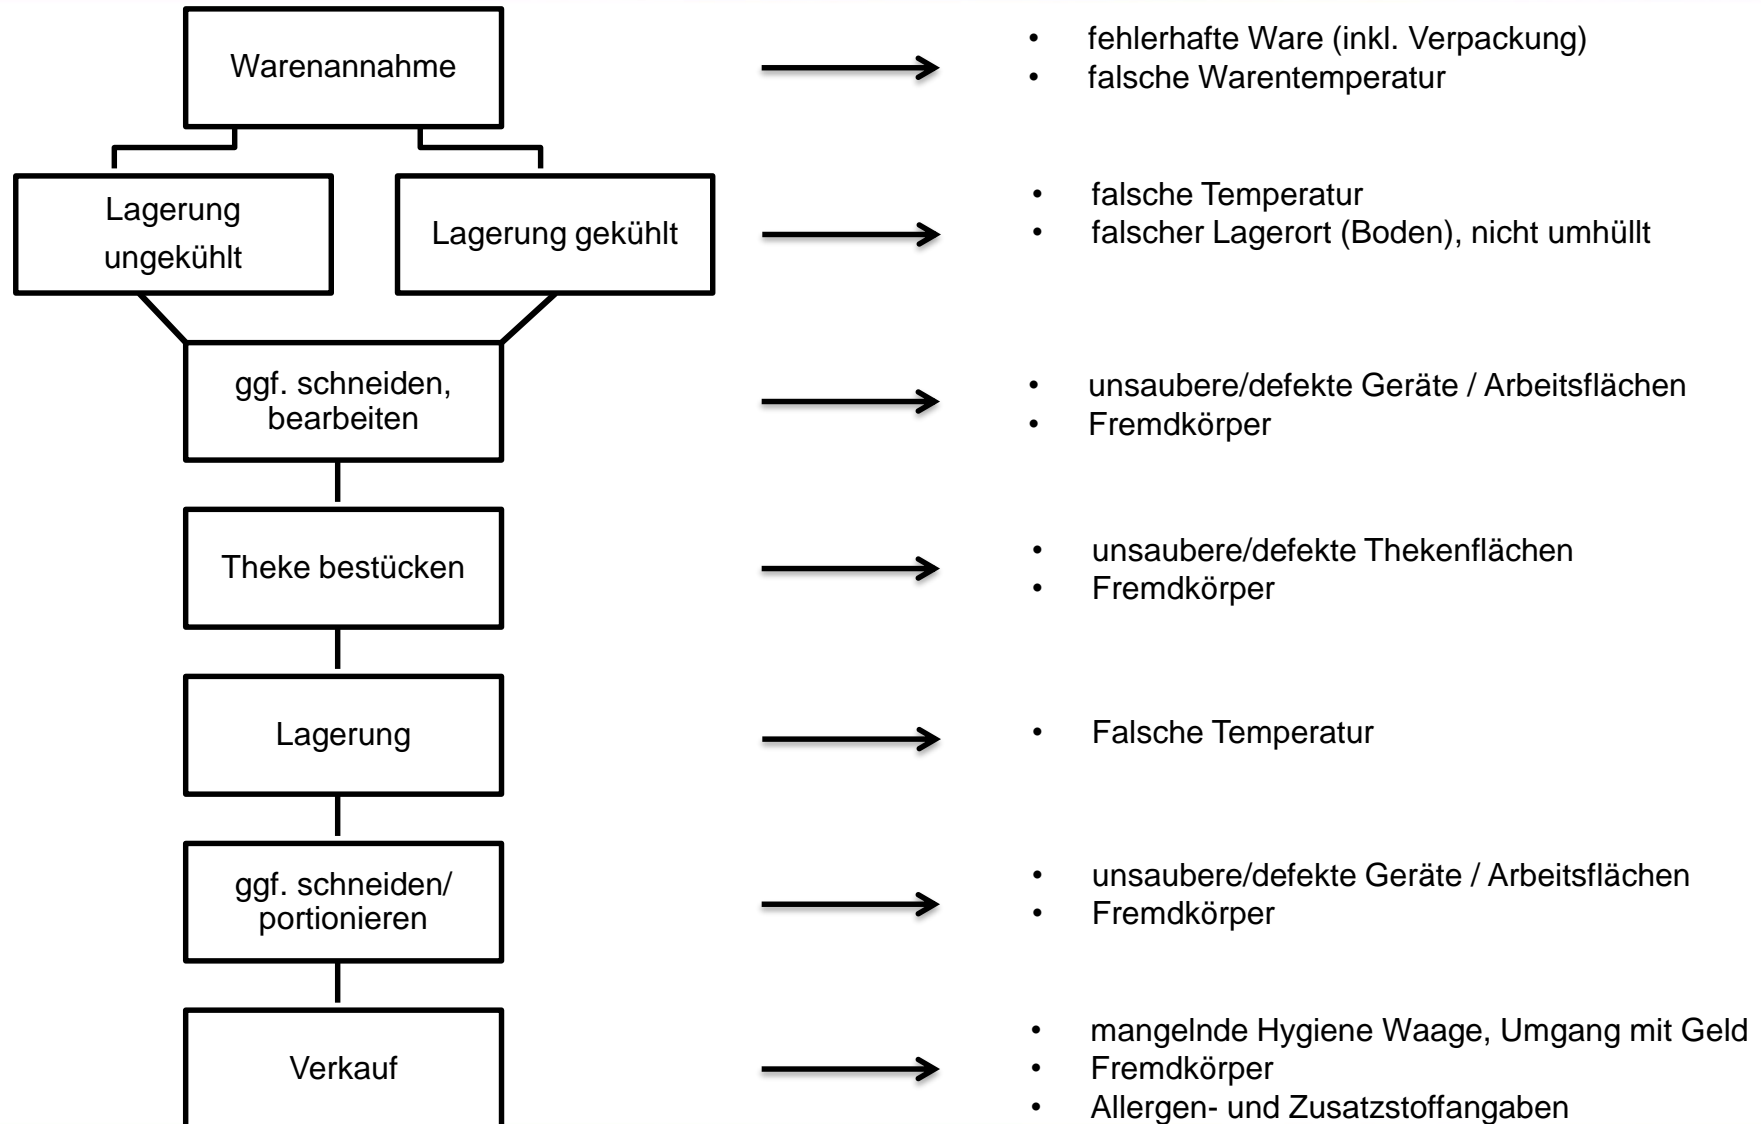 Warenannahme
• fehlerhafte Ware (inkl. Verpackung)
• falsche Warentemperatur
Lagerung
ungekühlt
Lagerung gekühlt
• falsche Temperatur
• falscher Lagerort (Boden), nicht umhüllt
ggf. schneiden,
bearbeiten
• unsaubere/defekte Geräte / Arbeitsflächen
• Fremdkörper
Theke bestücken
• unsaubere/defekte Thekenflächen
• Fremdkörper
Lagerung
• Falsche Temperatur
ggf. schneiden/
portionieren
• unsaubere/defekte Geräte / Arbeitsflächen
• Fremdkörper
Verkauf
• mangelnde Hygiene Waage, Umgang mit Geld
• Fremdkörper
• Allergen- und Zusatzstoffangaben